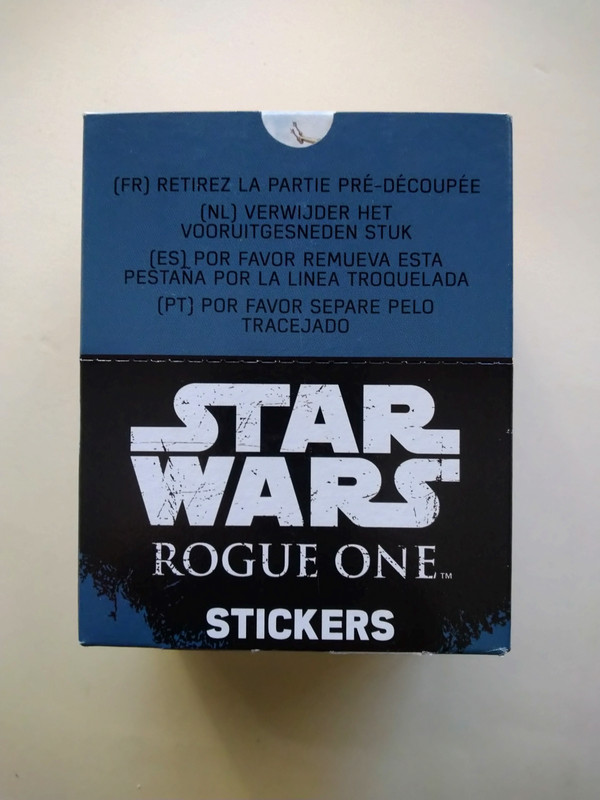 (FR) RETIREZ LA PARTIE PRÉ-DÉCOUPÉE
(NL) VERWIJDER HET
VOORUITGESNEDEN STUK
(ES) POR FAVOR REMUEVA ESTA
PESTAÑA POR LA LINEA TROQUELADA
(PT) POR FAVOR SEPARE PELO
TRACEJADO
STAR
WARS
ROGUE ONE™
STICKERS